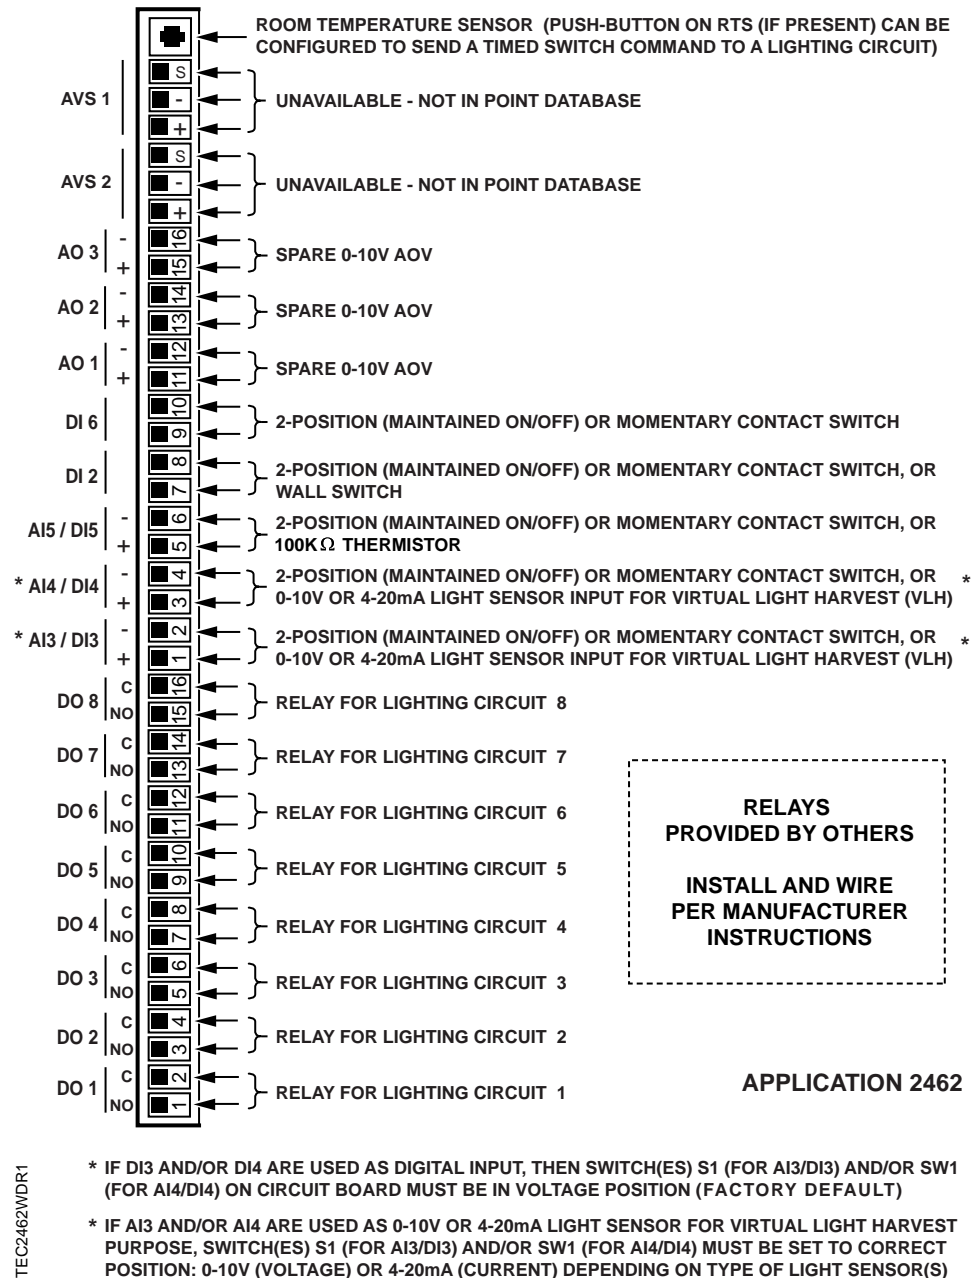 ROOM TEMPERATURE SENSOR (PUSH-BUTTON ON RTS (IF PRESENT) CAN BE
CONFIGURED TO SEND A TIMED SWITCH COMMAND TO A LIGHTING CIRCUIT)
AVS 1
S
-
+
UNAVAILABLE - NOT IN POINT DATABASE
AVS 2
S
-
+
UNAVAILABLE - NOT IN POINT DATABASE
AO 3
- 16
+ 15
SPARE 0-10V AOV
AO 2
- 14
+ 13
SPARE 0-10V AOV
AO 1
- 12
+ 11
SPARE 0-10V AOV
DI 6
10
9
2-POSITION (MAINTAINED ON/OFF) OR MOMENTARY CONTACT SWITCH
DI 2
8
7
2-POSITION (MAINTAINED ON/OFF) OR MOMENTARY CONTACT SWITCH, OR
WALL SWITCH
AI5 / DI5
- 6
+ 5
2-POSITION (MAINTAINED ON/OFF) OR MOMENTARY CONTACT SWITCH, OR
100KΩ THERMISTOR
* AI4 / DI4
- 4
+ 3
2-POSITION (MAINTAINED ON/OFF) OR MOMENTARY CONTACT SWITCH, OR *
0-10V OR 4-20mA LIGHT SENSOR INPUT FOR VIRTUAL LIGHT HARVEST (VLH)
* AI3 / DI3
- 2
+ 1
2-POSITION (MAINTAINED ON/OFF) OR MOMENTARY CONTACT SWITCH, OR *
0-10V OR 4-20mA LIGHT SENSOR INPUT FOR VIRTUAL LIGHT HARVEST (VLH)
DO 8
C 16
NO 15
RELAY FOR LIGHTING CIRCUIT 8
DO 7
C 14
NO 13
RELAY FOR LIGHTING CIRCUIT 7
DO 6
C 12
NO 11
RELAY FOR LIGHTING CIRCUIT 6
DO 5
C 10
NO 9
RELAY FOR LIGHTING CIRCUIT 5
DO 4
C 8
NO 7
RELAY FOR LIGHTING CIRCUIT 4
DO 3
C 6
NO 5
RELAY FOR LIGHTING CIRCUIT 3
DO 2
C 4
NO 3
RELAY FOR LIGHTING CIRCUIT 2
DO 1
C 2
NO 1
RELAY FOR LIGHTING CIRCUIT 1
RELAYS
PROVIDED BY OTHERS
INSTALL AND WIRE
PER MANUFACTURER
INSTRUCTIONS
APPLICATION 2462
* IF DI3 AND/OR DI4 ARE USED AS DIGITAL INPUT, THEN SWITCH(ES) S1 (FOR AI3/DI3) AND/OR SW1
(FOR AI4/DI4) ON CIRCUIT BOARD MUST BE IN VOLTAGE POSITION (FACTORY DEFAULT)
* IF AI3 AND/OR AI4 ARE USED AS 0-10V OR 4-20mA LIGHT SENSOR FOR VIRTUAL LIGHT HARVEST
PURPOSE, SWITCH(ES) S1 (FOR AI3/DI3) AND/OR SW1 (FOR AI4/DI4) MUST BE SET TO CORRECT
POSITION: 0-10V (VOLTAGE) OR 4-20mA (CURRENT) DEPENDING ON TYPE OF LIGHT SENSOR(S)
TEC2462WDR1